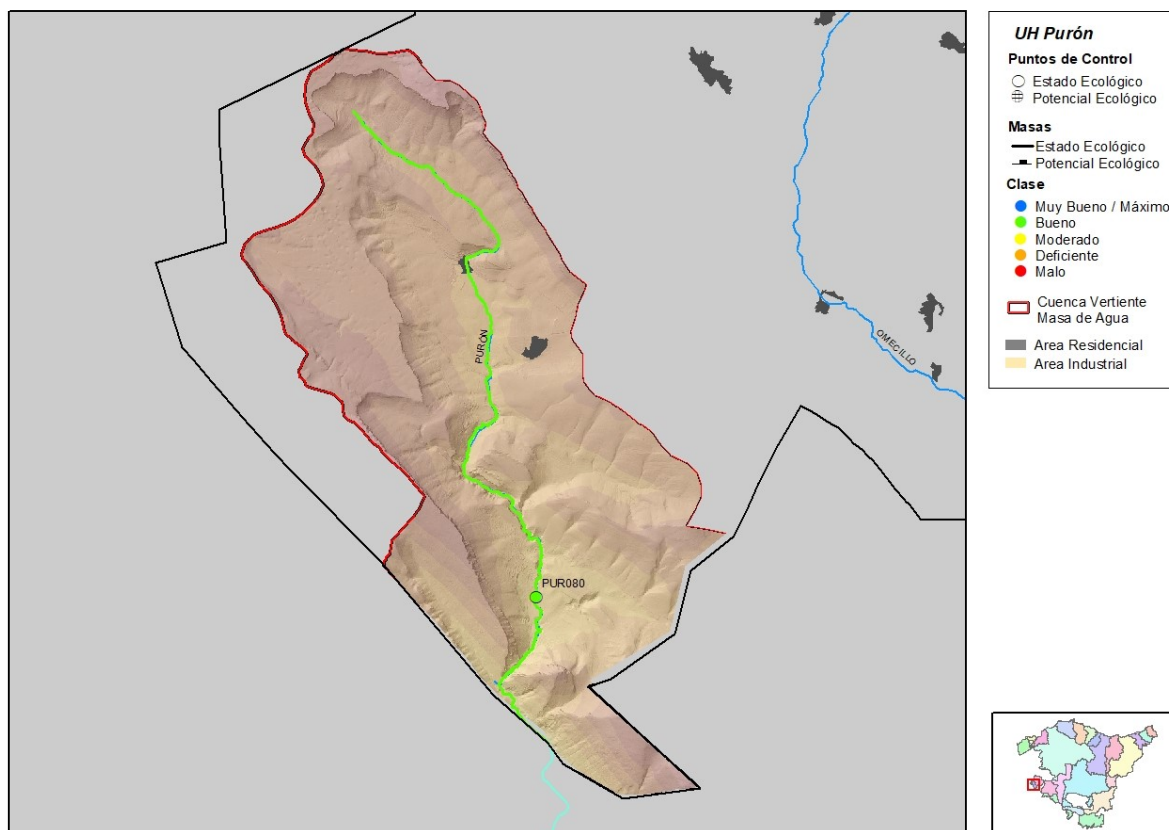 UH Purón
Puntos de Control
Estado Ecológico
Potencial Ecológico
Masas
Estado Ecológico
Potencial Ecológico
Clase
Muy Bueno / Máximo
Bueno
Moderado
Deficiente
Malo
Cuenca Vertiente
Masa de Agua
Area Residencial
Area Industrial
PURÓN
OMECILLO
PUR080